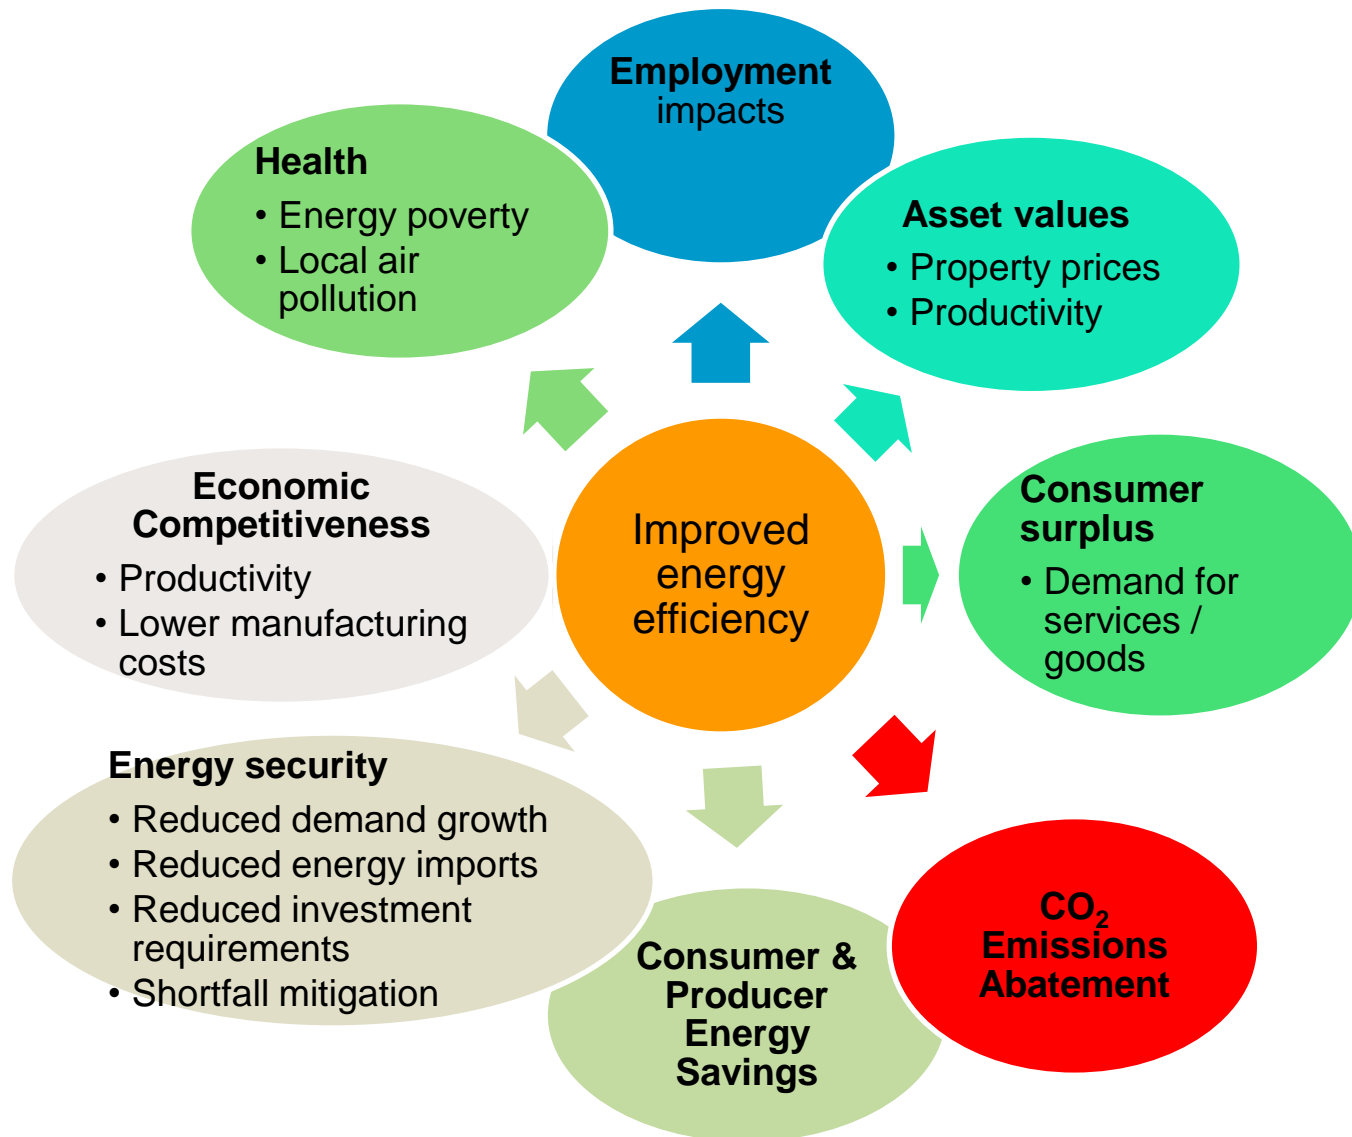 Employment
impacts
Health
• Energy poverty
• Local air
pollution
Asset values
• Property prices
• Productivity
Economic
Competitiveness
• Productivity
• Lower manufacturing
costs
Improved
energy
efficiency
Consumer
surplus
• Demand for
services /
goods
Energy security
• Reduced demand growth
• Reduced energy imports
• Reduced investment
requirements
• Shortfall mitigation
Consumer &
Producer
Energy
Savings
CO₂
Emissions
Abatement